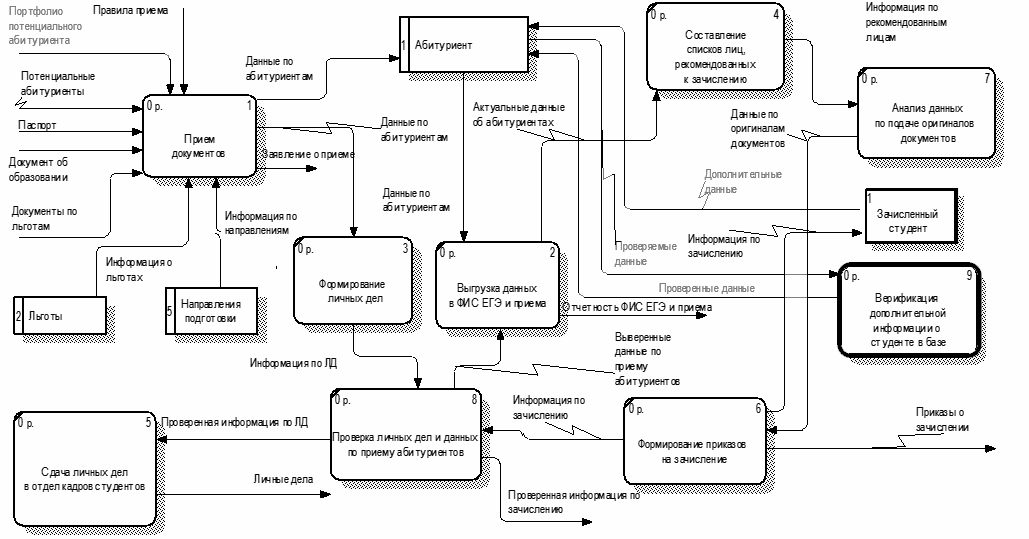 Портфолио
потенциального
абитуриента
Правила приема
Потенциальные
абитуриенты
Паспорт
Документ об
образовании
Документы по
льготам
0 р. 1
Прием
документов
Данные по
абитуриентам
1 Абитуриент
Данные по
абитуриентам
Заявление о приеме
Данные по
абитуриентам
Актуальные данные
об абитуриентах
0 р. 4
Составление
списков лиц,
рекомендованных
к зачислению
Информация по
рекомендованным
лицам
0 р. 7
Анализ данных
по подаче оригиналов
документов
Данные по
оригиналам
документов
Дополнительные
данные
1
Зачисленный
студент
Информация по
зачислению
Проверяемые
данные
Проверенные данные
0 р. 9
Верификация
дополнительной
информации о
студенте в базе
Информация о
льготах
Информация по
направлениям
2 Льготы
5 Направления
подготовки
0 р. 3
Формирование
личных дел
0 р. 2
Выгрузка данных
в ФИС ЕГЭ и приема
Отчетность ФИС ЕГЭ и приема
Выверенные
данные по
приему
абитуриентов
Информация по ЛД
0 р. 8
Проверка личных дел и данных
по приему абитуриентов
Информация по
зачислению
0 р. 6
Формирование приказов
на зачисление
Приказы о
зачислении
0 р. 5
Сдача личных дел
в отдел кадров студентов
Проверенная информация по ЛД
Личные дела
Проверенная информация по
зачислению